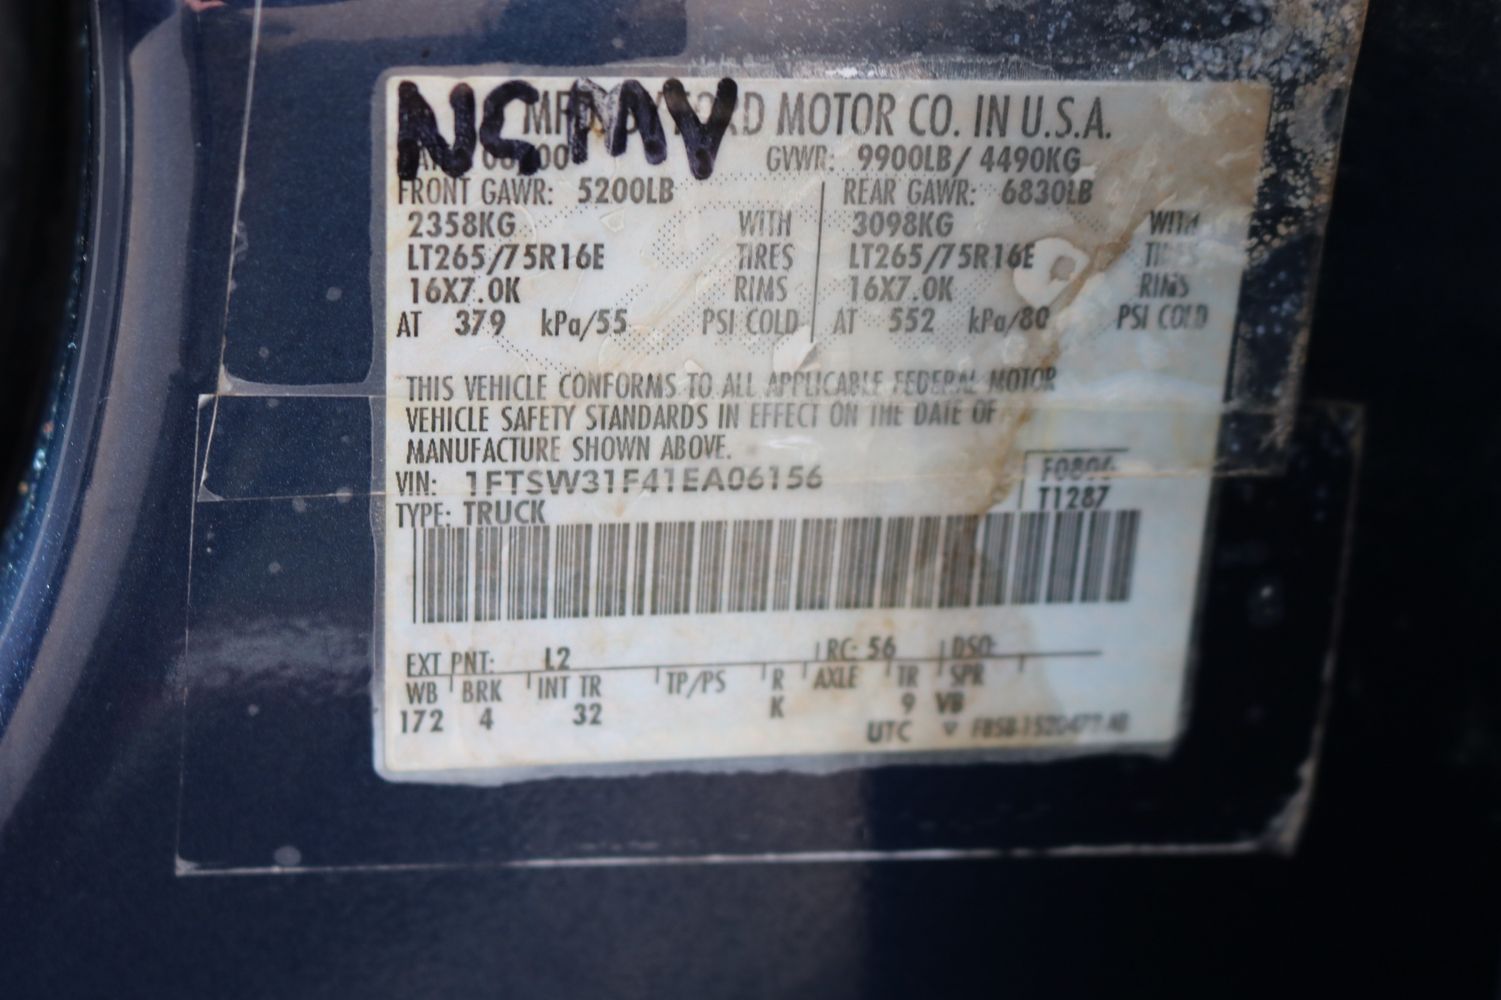 NCMV
MOTOR CO. IN U.S.A.
GVWR: 9900LB/ 4490KG
FRONT GAWR: 5200LB REAR GAWR: 6830LB
2358KG WITH 3098KG WITH
LT265/75R16E TIRES LT265/75R16E TIRES
16X7.0K RIMS 16X7.0K RIMS
AT 379 kPa/55 PSI COLD AT 552 kPa/80 PSI COLD
THIS VEHICLE CONFORMS TO ALL APPLICABLE FEDERAL MOTOR
VEHICLE SAFETY STANDARDS IN EFFECT ON THE DATE OF
MANUFACTURE SHOWN ABOVE.
VIN: 1FTSW31F41EA06156 F0806
TYPE: TRUCK T1287
EXT PNT: L2 RC: 56 DSO:
WB BRK INT TR TP/PS R AXLE TR SPR
172 4 32 K 9 VB
UTC